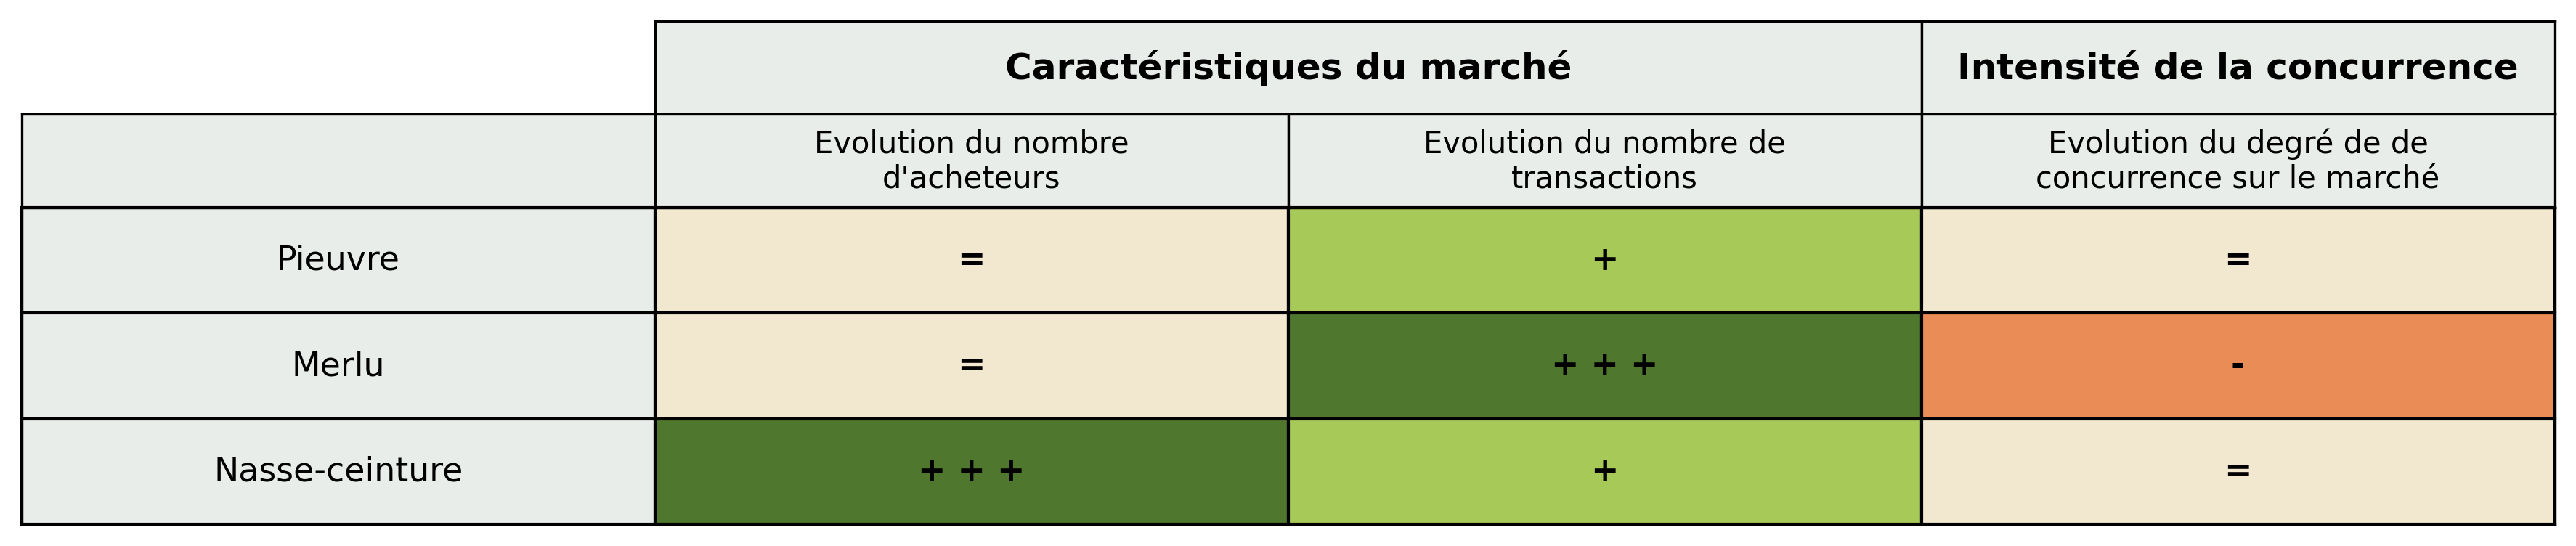 Caractéristiques du marché
Intensité de la concurrence
Evolution du nombre
d'acheteurs
Evolution du nombre de
transactions
Evolution du degré de de
concurrence sur le marché
Pieuvre
=
+
=
Merlu
=
+ + +
-
Nasse-ceinture
+ + +
+
=